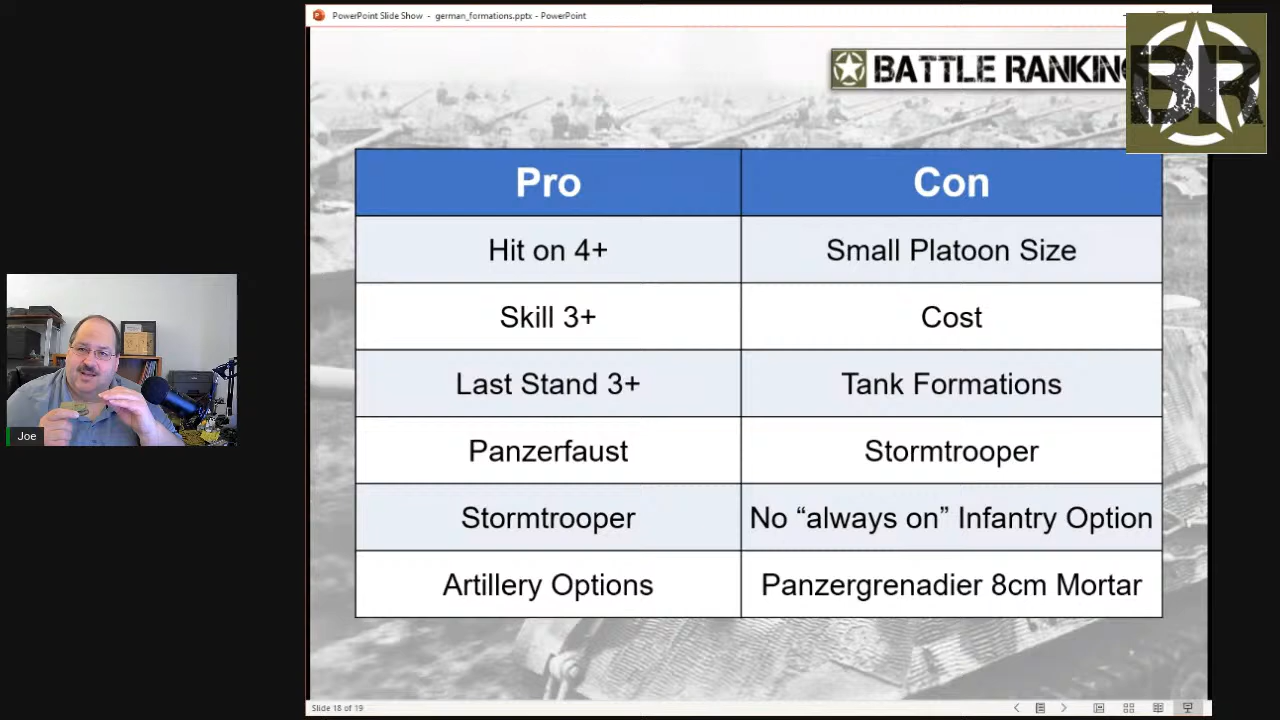 PowerPoint Slide Show - german_formations.pptx - PowerPoint
BATTLE RANKIN
BR
Pro Con
Hit on 4+ Small Platoon Size
Skill 3+ Cost
Last Stand 3+ Tank Formations
Panzerfaust Stormtrooper
Stormtrooper No “always on” Infantry Option
Artillery Options Panzergrenadier 8cm Mortar
Joe
Slide 18 of 19